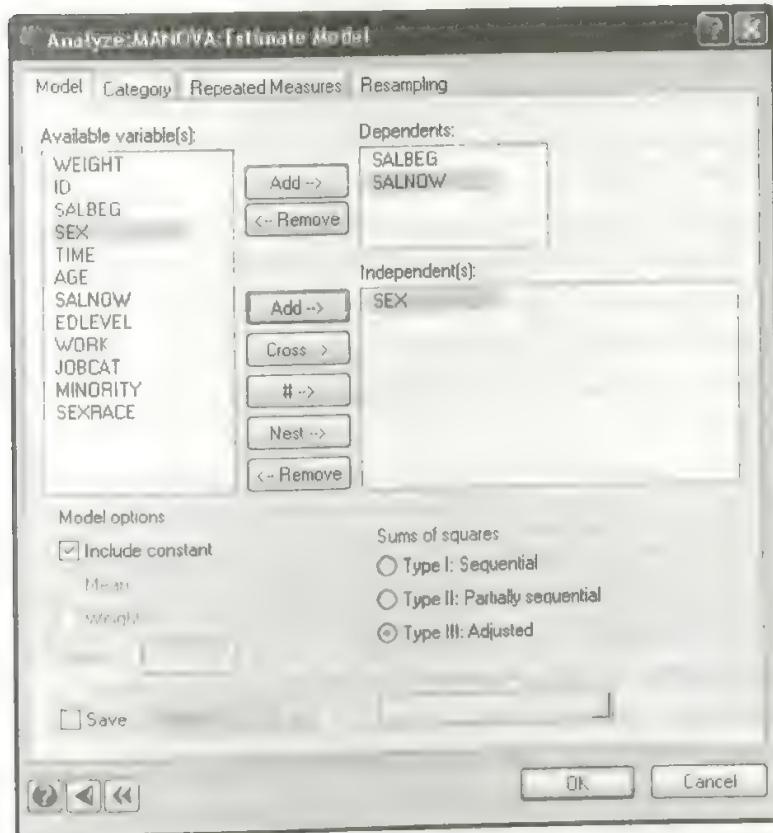 Analyze:MANOVA:Estimate Model
Model Category Repeated Measures Resampling
Available variable(s):
WEIGHT
ID
SALBEG
SEX
TIME
AGE
SALNOW
EDLEVEL
WORK
JOBCAT
MINORITY
SEXRACE
Add -->
<-- Remove
Dependents:
SALBEG
SALNOW
Add -->
Cross >
# -->
Nest -->
<-- Remove
Independent(s):
SEX
Model options
Include constant
Mean
Weight
Save
Sums of squares
Type I: Sequential
Type II: Partially sequential
Type III: Adjusted
OK Cancel